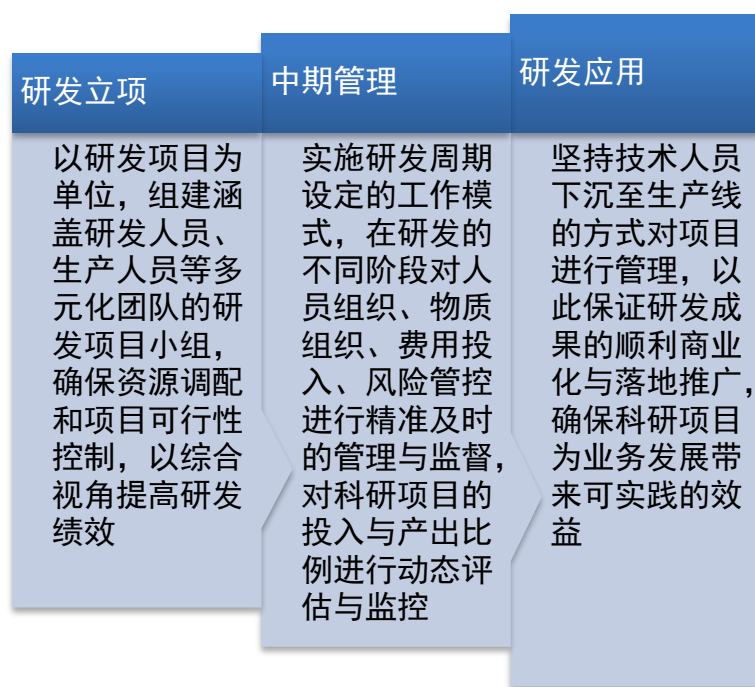 研发立项
以研发项目为
单位，组建涵
盖研发人员、
生产人员等多
元化团队的研
发项目小组，
确保资源调配
和项目可行性
控制，以综合
视角提高研发
绩效
中期管理
实施研发周期
设定的工作模
式，在研发的
不同阶段对人
员组织、物质
组织、费用投
入、风险管控
进行精准及时
的管理与监督，
对科研项目的
投入与产出比
例进行动态评
估与监控
研发应用
坚持技术人员
下沉至生产线
的方式对项目
进行管理，以
此保证研发成
果的顺利商业
化与落地推广，
确保科研项目
为业务发展带
来可实践的效
益